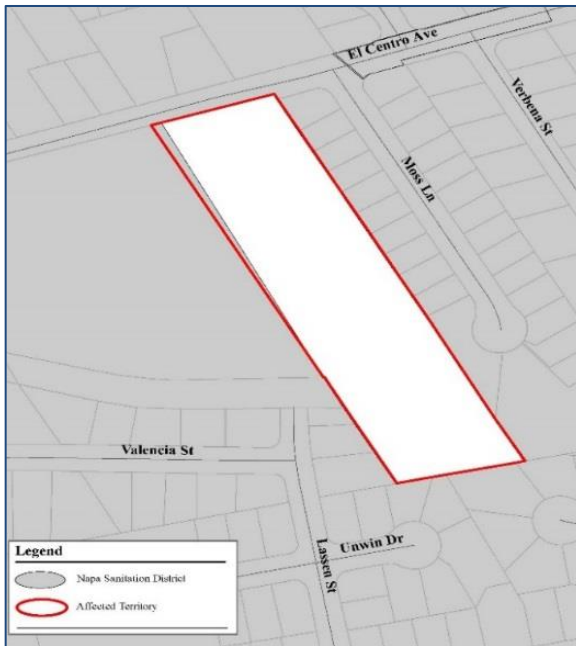 El Centro Ave
Verbena St
Moss Ln
Valencia St
Lassen St
Unwin Dr
Legend
Napa Sanitation District
Affected Territory